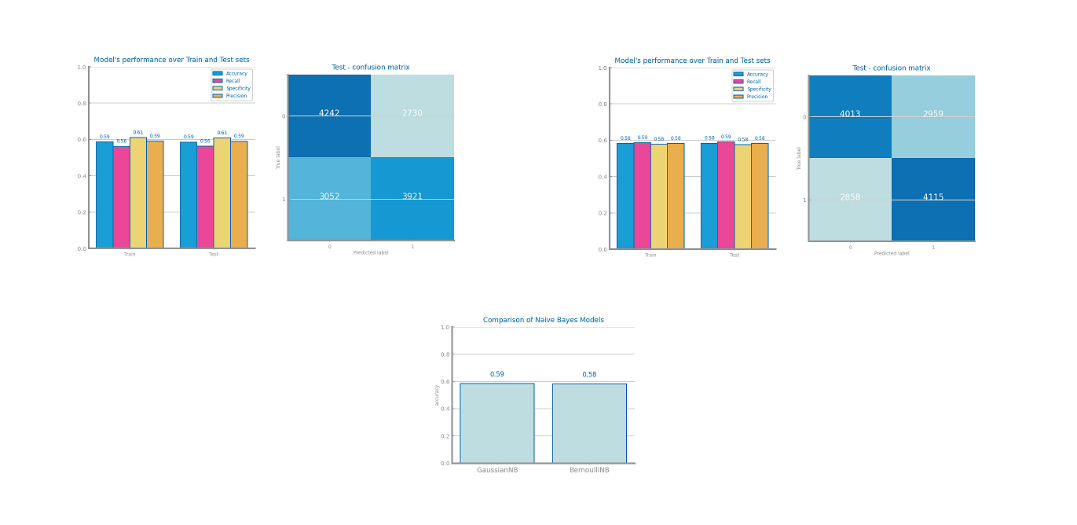 Model's performance over Train and Test sets
1.0
0.8
0.6
0.4
0.2
0.0
Accuracy
Recall
Specificity
Precision
0.59
0.56
0.61
0.59
0.59
0.56
0.61
0.59
Train
Test
Test - confusion matrix
4242
2730
3052
3921
0
1
True label
0
1
Predicted label
Model's performance over Train and Test sets
1.0
0.8
0.6
0.4
0.2
0.0
Accuracy
Recall
Specificity
Precision
0.58
0.59
0.58
0.58
0.58
0.59
0.58
0.58
Train
Test
Test - confusion matrix
4013
2959
2858
4115
0
1
True label
0
1
Predicted label
Comparison of Naive Bayes Models
1.0
0.8
0.6
0.4
0.2
0.0
accuracy
0.59
0.58
GaussianNB
BernoulliNB